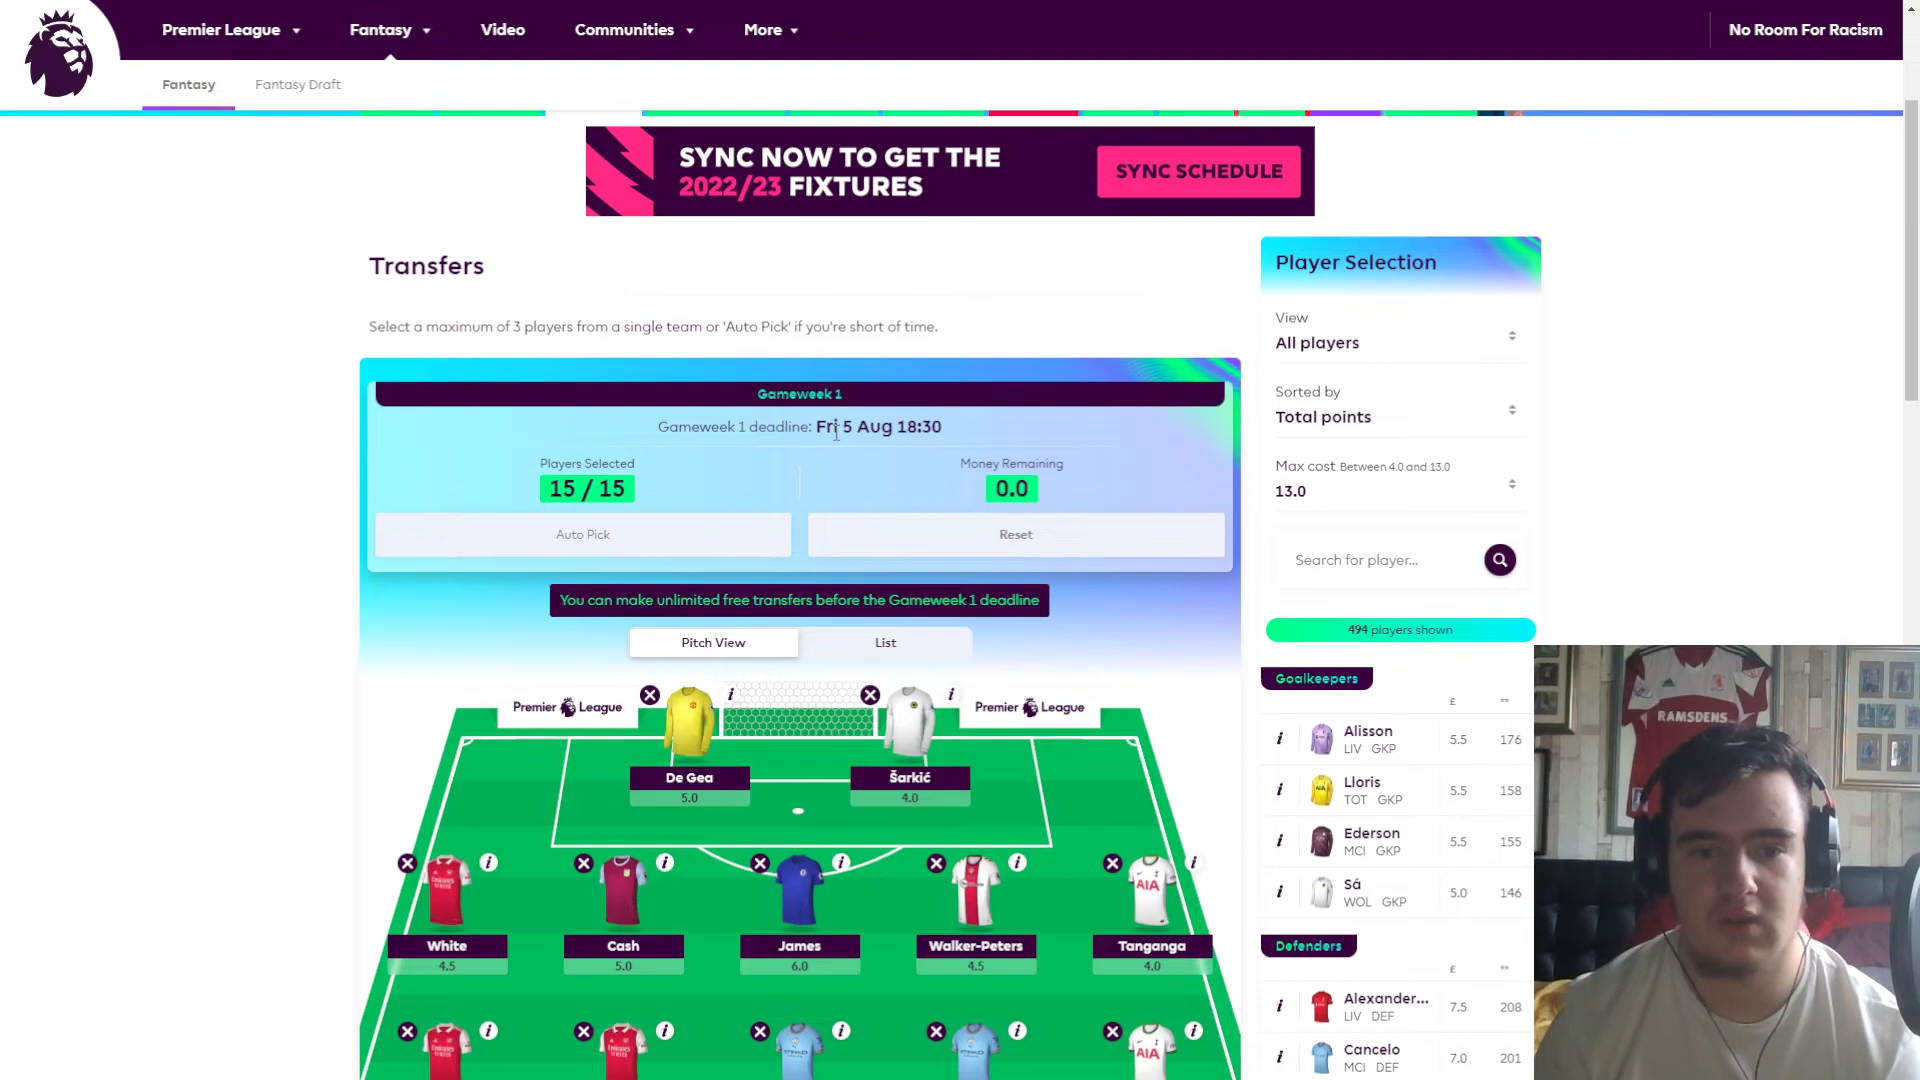 Premier League
Fantasy
Video
Communities
More
No Room For Racism
Fantasy
Fantasy Draft
SYNC NOW TO GET THE
2022/23 FIXTURES
SYNC SCHEDULE
Transfers
Select a maximum of 3 players from a single team or 'Auto Pick' if you're short of time.
Gameweek 1
Gameweek 1 deadline: Fri 5 Aug 18:30
Players Selected
15 / 15
Money Remaining
0.0
Auto Pick
Reset
You can make unlimited free transfers before the Gameweek 1 deadline
Pitch View
List
Premier League
Premier League
De Gea
5.0
Šarkić
4.0
AIA
White
4.5
Cash
5.0
James
6.0
Walker-Peters
4.5
Tanganga
4.0
AIA
Player Selection
View
All players
Sorted by
Total points
Max cost Between 4.0 and 13.0
13.0
Search for player...
494 players shown
Goalkeepers
£ **
Alisson
LIV GKP
5.5 176
Lloris
TOT GKP
5.5 158
Ederson
MCI GKP
5.5 155
Sá
WOL GKP
5.0 146
Defenders
£ **
Alexander...
LIV DEF
7.5 208
Cancelo
MCI DEF
7.0 201
RAMSDENS